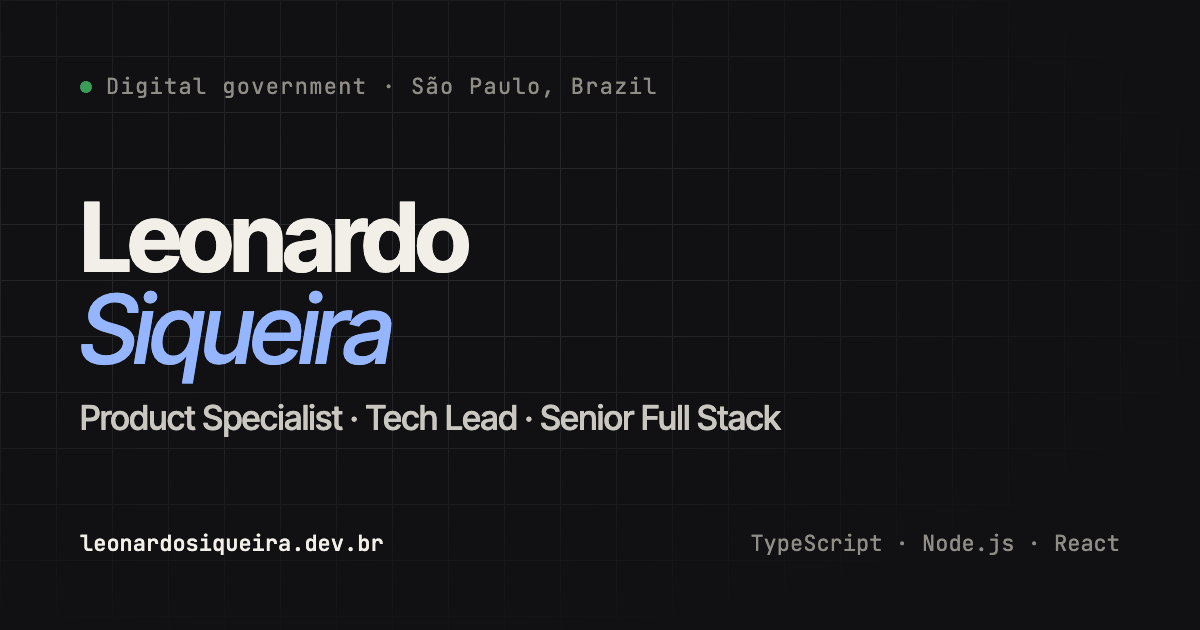 Digital government · São Paulo, Brazil
Leonardo
Siqueira
Product Specialist · Tech Lead · Senior Full Stack
leonardosiqueira.dev.br
TypeScript · Node.js · React